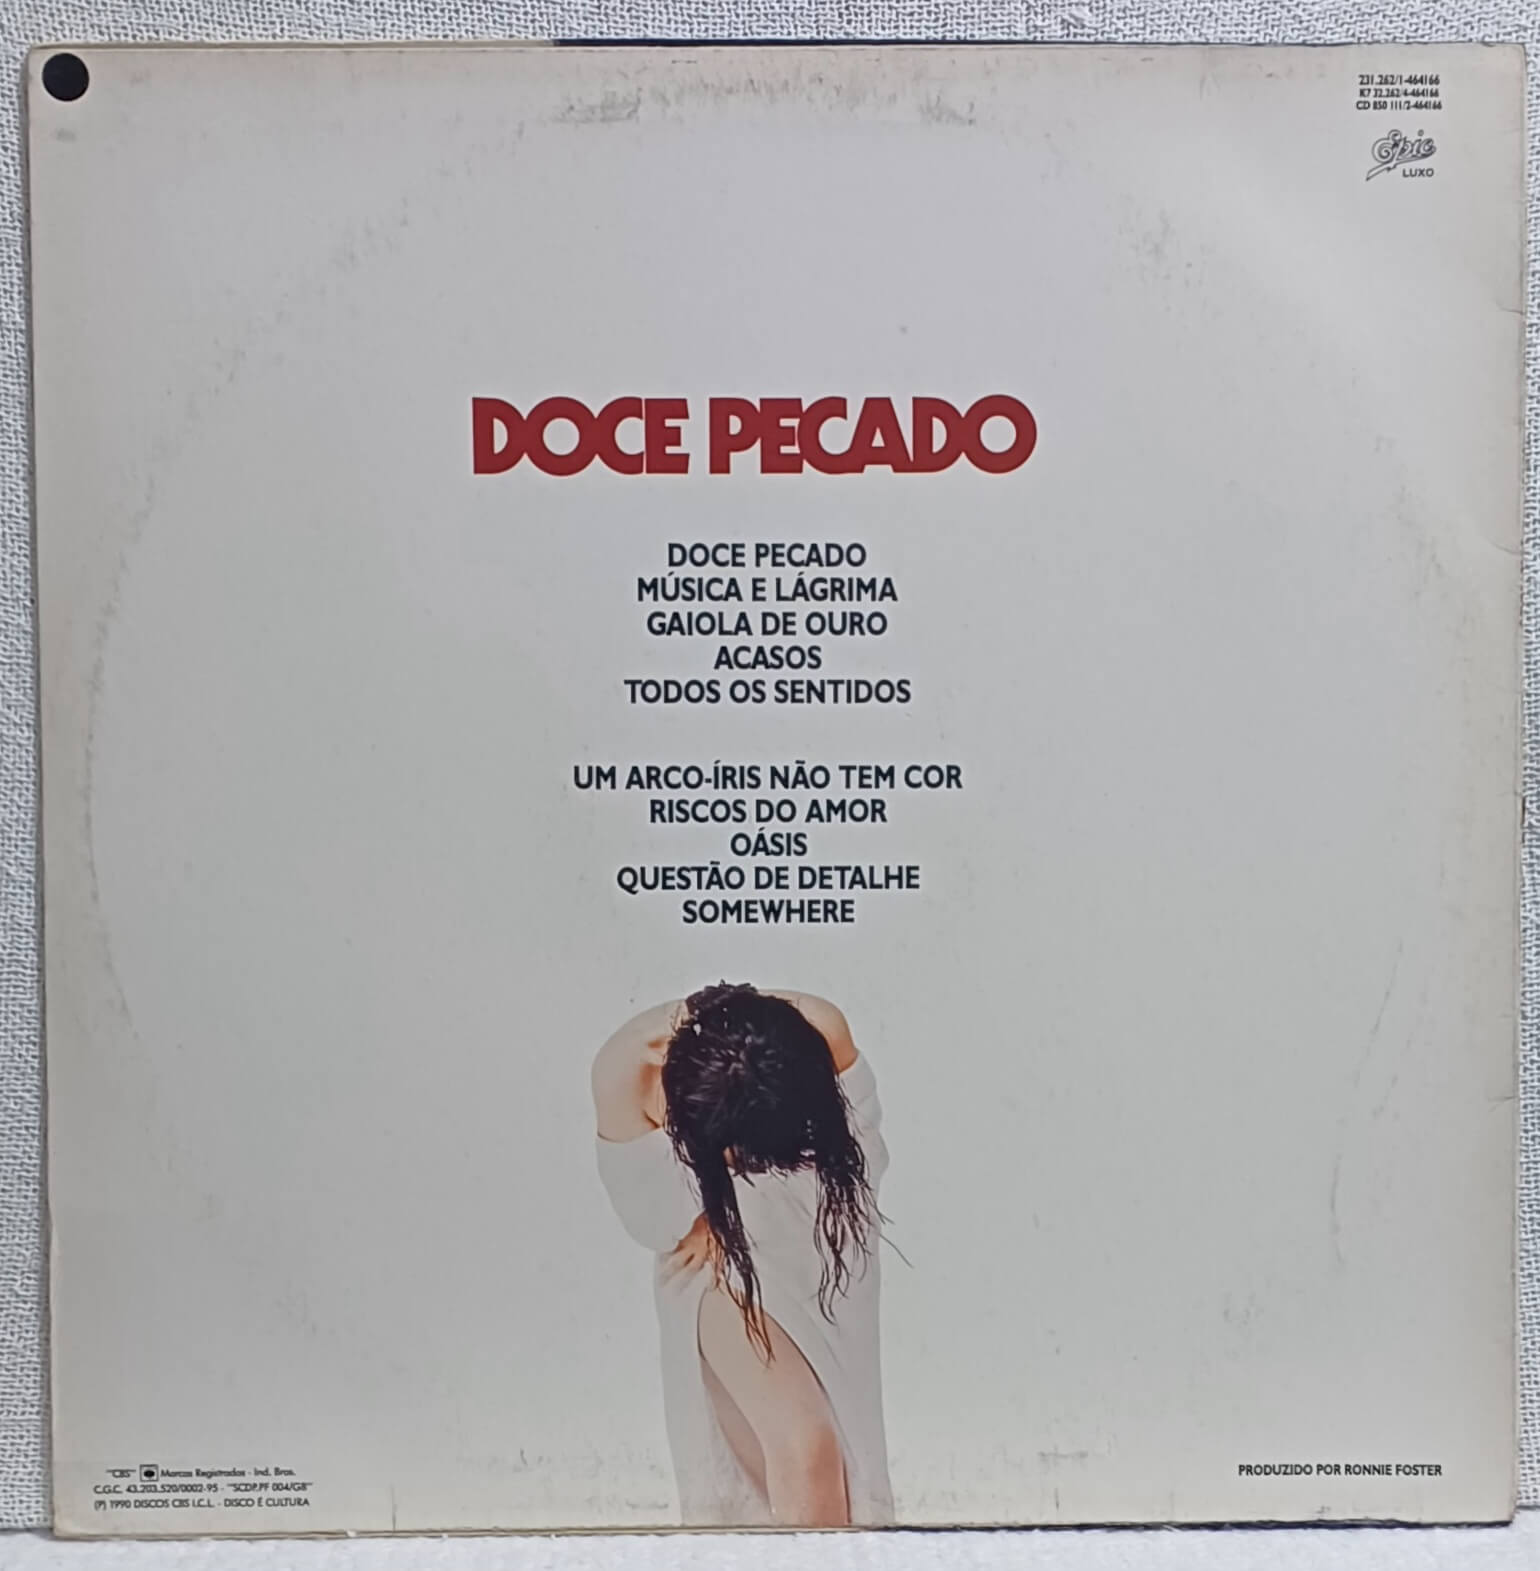 231.262/1-464166
K7 32.262/4-464166
CD 850 111/2-464166
Epic
LUXO
DOCE PECADO
DOCE PECADO
MÚSICA E LÁGRIMA
GAIOLA DE OURO
ACASOS
TODOS OS SENTIDOS
UM ARCO-ÍRIS NÃO TEM COR
RISCOS DO AMOR
OÁSIS
QUESTÃO DE DETALHE
SOMEWHERE
"CBS" Marcas Registradas - Ind. Bras.
C.G.C. 43.203.520/0002-95 - "SCDP.PF 004/GB"
(P) 1990 DISCOS CBS I.C.L. - DISCO É CULTURA
PRODUZIDO POR RONNIE FOSTER